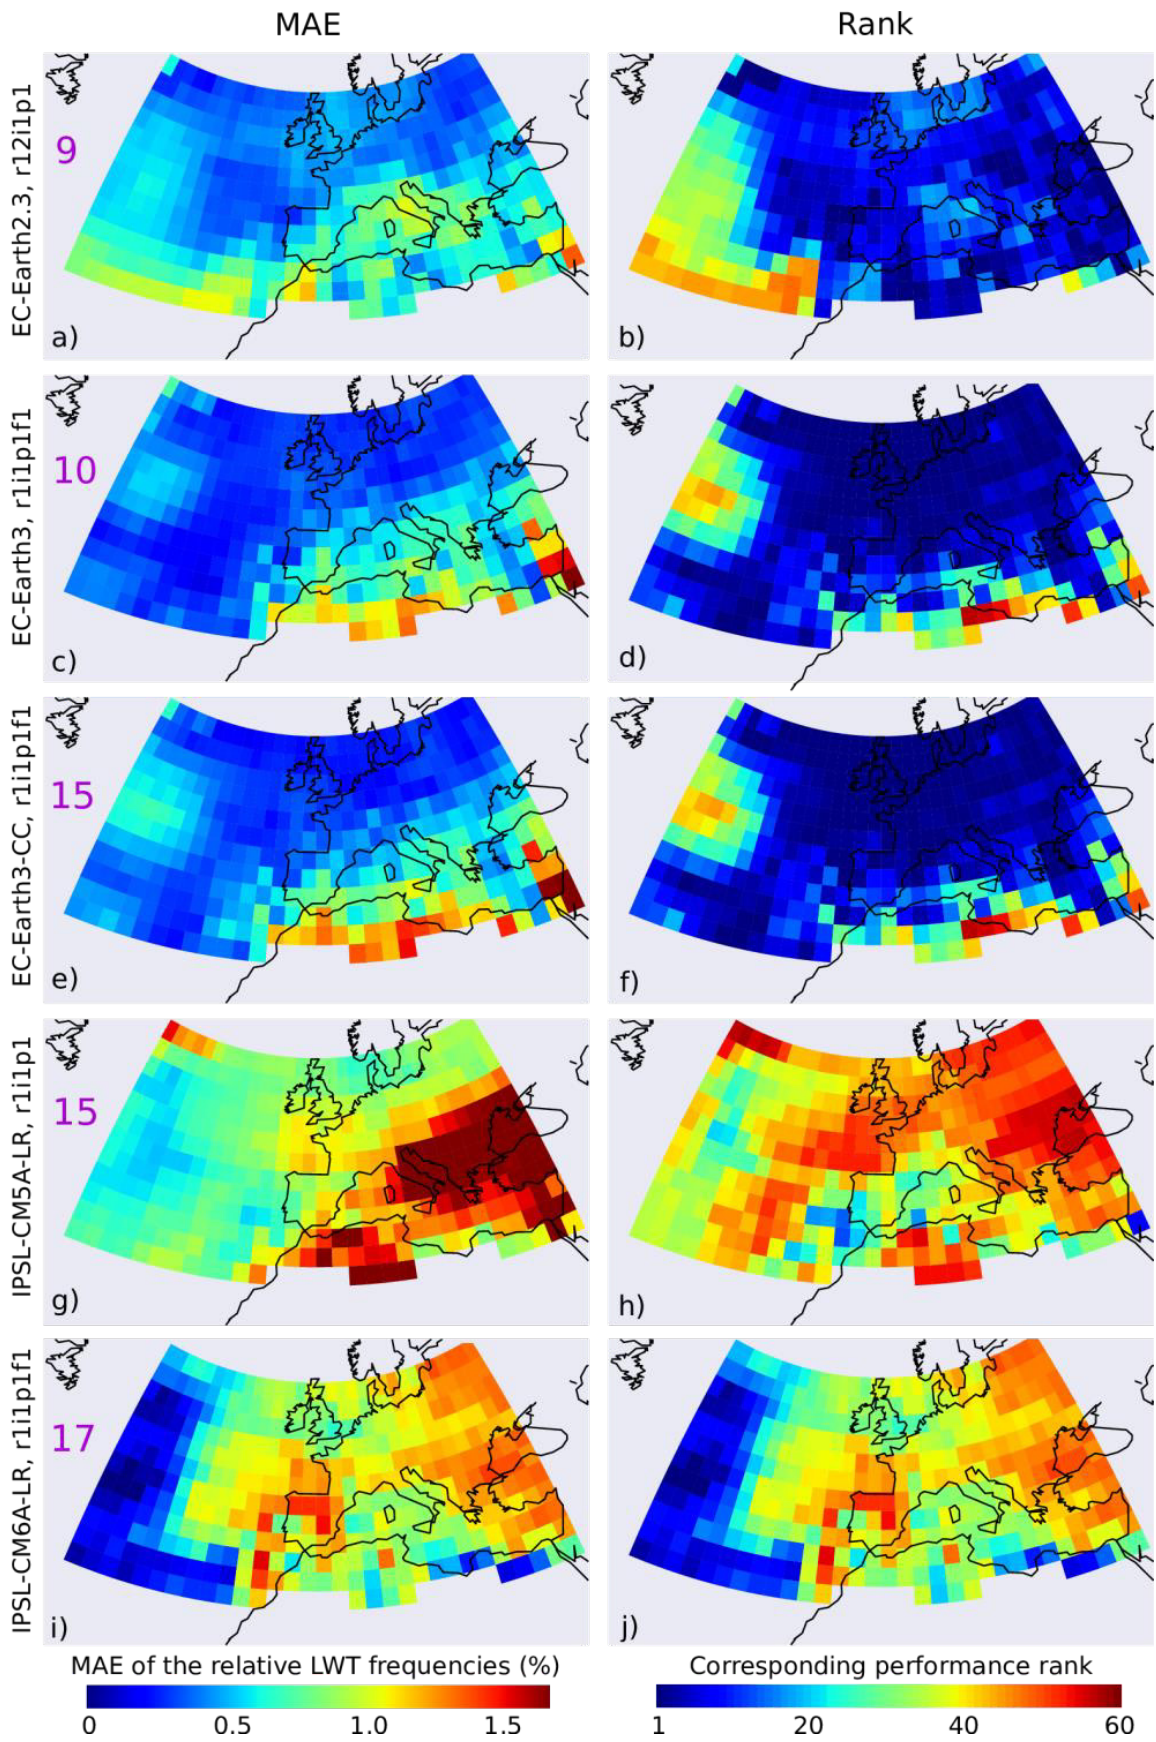 MAE
Rank
EC-Earth2.3, r12i1p1
9
a)
b)
EC-Earth3, r1i1p1f1
10
c)
d)
EC-Earth3-CC, r1i1p1f1
15
e)
f)
IPSL-CM5A-LR, r1i1p1
15
g)
h)
IPSL-CM6A-LR, r1i1p1f1
17
i)
j)
MAE of the relative LWT frequencies (%)
Corresponding performance rank
0 0.5 1.0 1.5
1 20 40 60